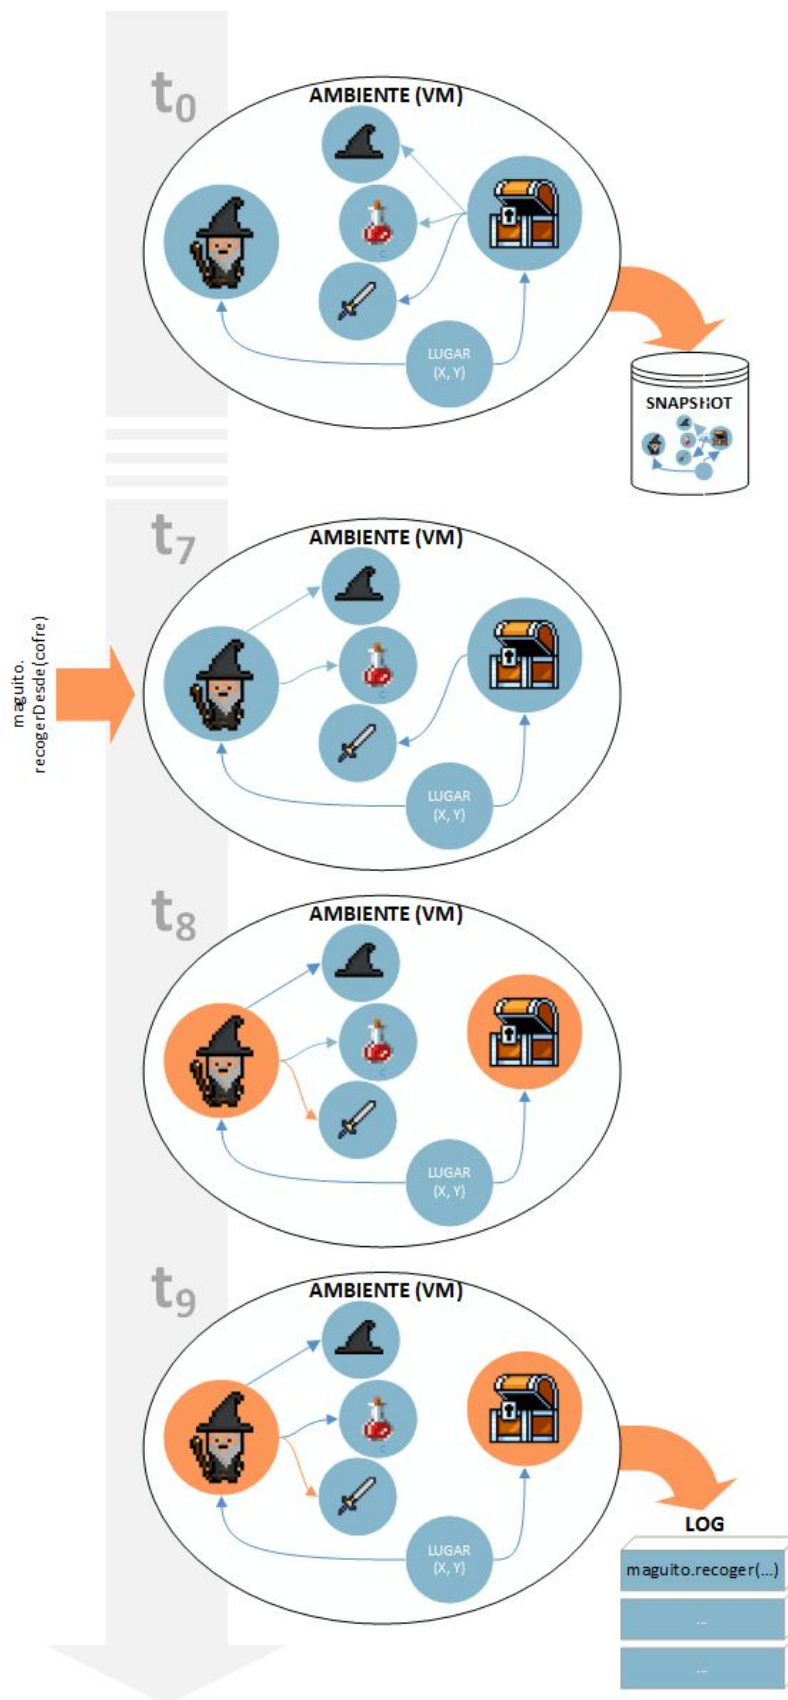 t0
AMBIENTE (VM)
LUGAR
(X, Y)
SNAPSHOT
t7
AMBIENTE (VM)
maguito.
recogerDesde(cofre)
LUGAR
(X, Y)
t8
AMBIENTE (VM)
LUGAR
(X, Y)
t9
AMBIENTE (VM)
LUGAR
(X, Y)
LOG
maguito.recoger(...)
...
...